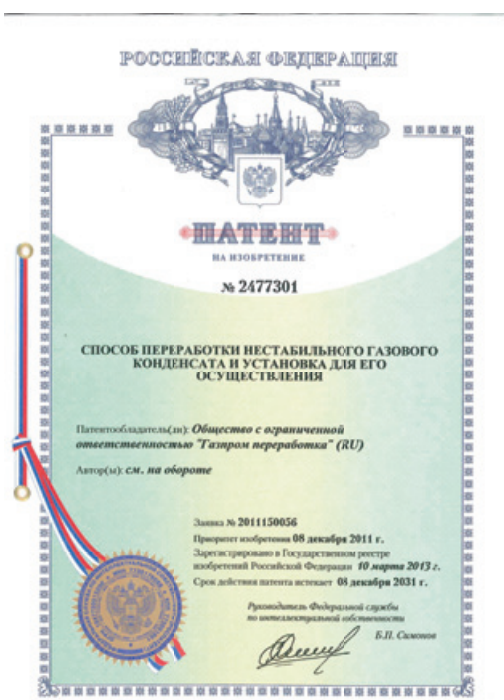 РОССИЙСКАЯ ФЕДЕРАЦИЯ
ПАТЕНТ
НА ИЗОБРЕТЕНИЕ
№ 2477301
СПОСОБ ПЕРЕРАБОТКИ НЕСТАБИЛЬНОГО ГАЗОВОГО
КОНДЕНСАТА И УСТАНОВКА ДЛЯ ЕГО
ОСУЩЕСТВЛЕНИЯ
Патентообладатель(ли): Общество с ограниченной
ответственностью "Газпром переработка" (RU)
Автор(ы): см. на обороте
Заявка № 2011150056
Приоритет изобретения 08 декабря 2011 г.
Зарегистрировано в Государственном реестре
изобретений Российской Федерации 10 марта 2013 г.
Срок действия патента истекает 08 декабря 2031 г.
Руководитель Федеральной службы
по интеллектуальной собственности
Б.П. Симонов